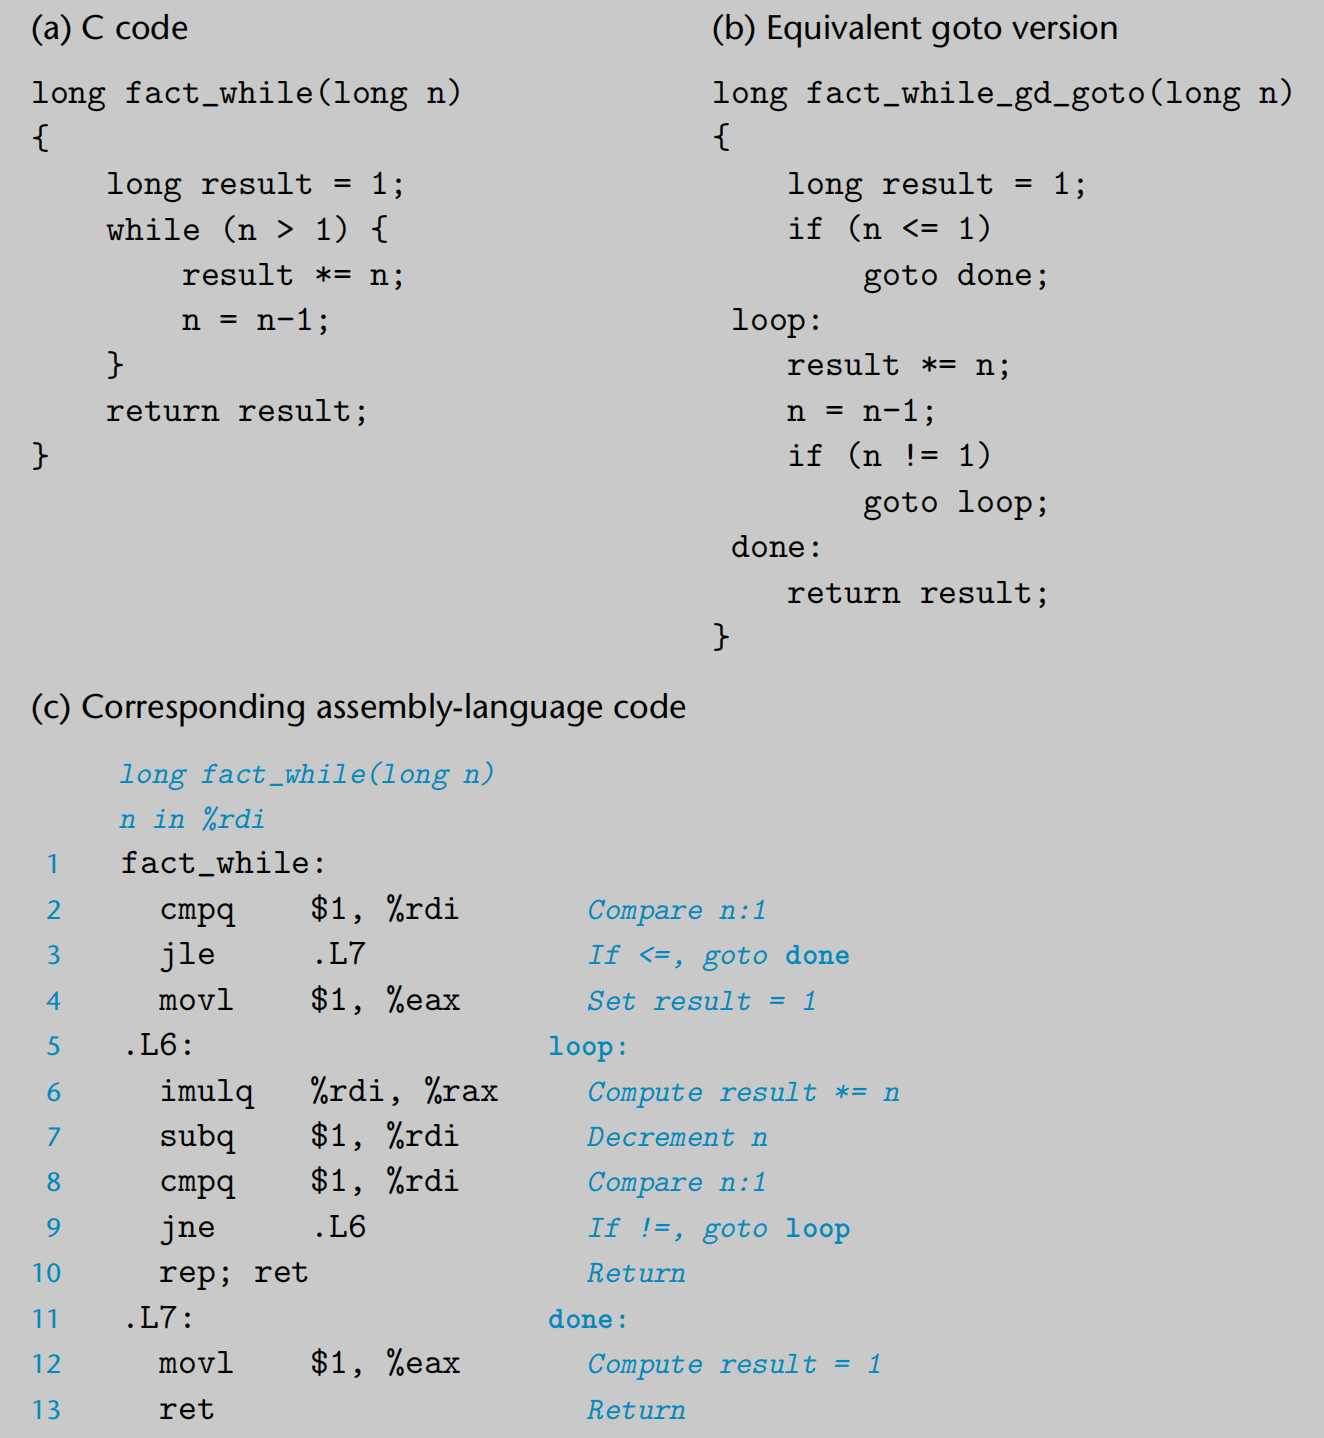 (a) C code
long fact_while(long n)
{
    long result = 1;
    while (n > 1) {
        result *= n;
        n = n-1;
    }
    return result;
}
(b) Equivalent goto version
long fact_while_gd_goto(long n)
{
    long result = 1;
    if (n <= 1)
        goto done;
 loop:
    result *= n;
    n = n-1;
    if (n != 1)
        goto loop;
 done:
    return result;
}
(c) Corresponding assembly-language code
long fact_while(long n)
n in %rdi
1 fact_while:
2 cmpq $1, %rdi Compare n:1
3 jle .L7 If <=, goto done
4 movl $1, %eax Set result = 1
5 .L6: loop:
6 imulq %rdi, %rax Compute result *= n
7 subq $1, %rdi Decrement n
8 cmpq $1, %rdi Compare n:1
9 jne .L6 If !=, goto loop
10 rep; ret Return
11 .L7: done:
12 movl $1, %eax Compute result = 1
13 ret Return